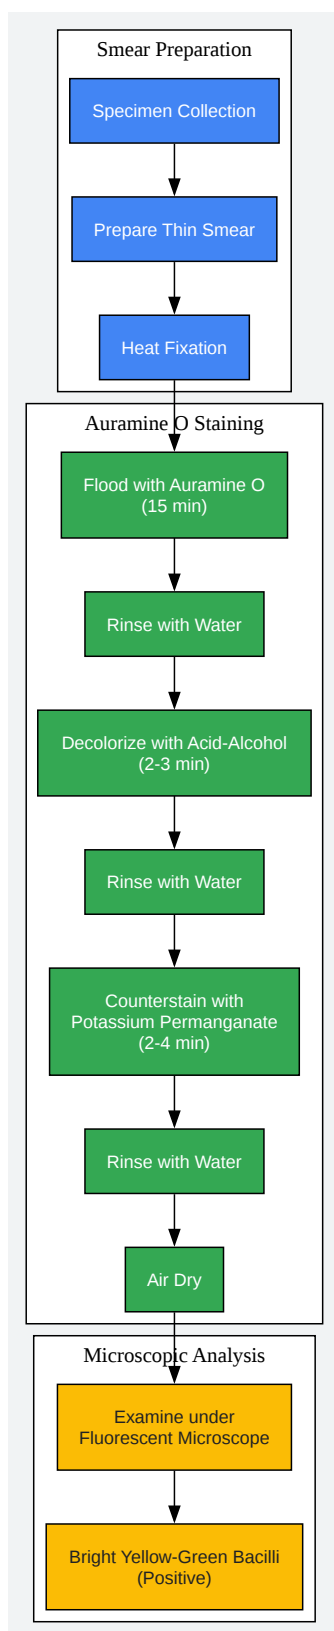 Smear Preparation
Specimen Collection
Prepare Thin Smear
Heat Fixation
Auramine O Staining
Flood with Auramine O
(15 min)
Rinse with Water
Decolorize with Acid-Alcohol
(2-3 min)
Rinse with Water
Counterstain with
Potassium Permanganate
(2-4 min)
Rinse with Water
Air Dry
Microscopic Analysis
Examine under
Fluorescent Microscope
Bright Yellow-Green Bacilli
(Positive)